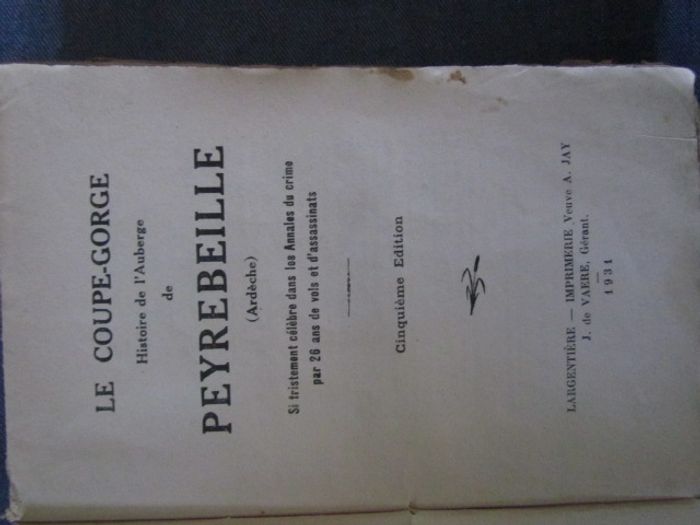 LE COUPE-GORGE
Histoire de l'Auberge
de
PEYREBEILLE
(Ardèche)
Si tristement célèbre dans les Annales du crime
par 26 ans de vols et d'assassinats
Cinquième Edition
LARGENTIÈRE — IMPRIMERIE Veuve A. JAY
J. de VAERE, Gérant.
—
1931